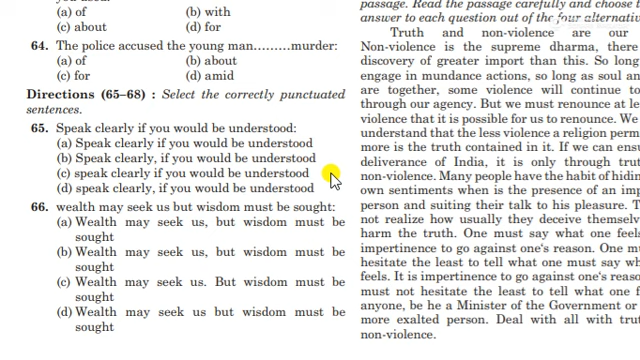 (a) of (b) with
(c) about (d) for
64. The police accused the young man.........murder:
(a) of (b) about
(c) for (d) amid
Directions (65–68) : Select the correctly punctuated
sentences.
65. Speak clearly if you would be understood:
(a) Speak clearly if you would be understood
(b) Speak clearly, if you would be understood
(c) speak clearly if you would be understood
(d) speak clearly, if you would be understood
66. wealth may seek us but wisdom must be sought:
(a) Wealth may seek us, but wisdom must be
sought
(b) Wealth may seek us, but wisdom must be
sought
(c) Wealth may seek us. But wisdom must be
sought
(d) Wealth may seek us but wisdom must be
sought
passage. Read the passage carefully and choose
answer to each question out of the four
Truth and non-violence are our
Non-violence is the supreme dharma, there
discovery of greater import than this. So long
engage in mundance actions, so long as soul
are together, some violence will continue to
through our agency. But we must renounce at
violence that it is possible for us to renounce. We
understand that the less violence a religion
more is the truth contained in it. If we can
deliverance of India, it is only through
non-violence. Many people have the habit of
own sentiments when is the presence of an
person and suiting their talk to his pleasure.
not realize how usually they deceive
harm the truth. One must say what one
impertinence to go against one's reason. One
hesitate the least to tell what one must say
feels. It is impertinence to go against one's
must not hesitate the least to tell what one
anyone, be he a Minister of the Government or
more exalted person. Deal with all with
non-violence.